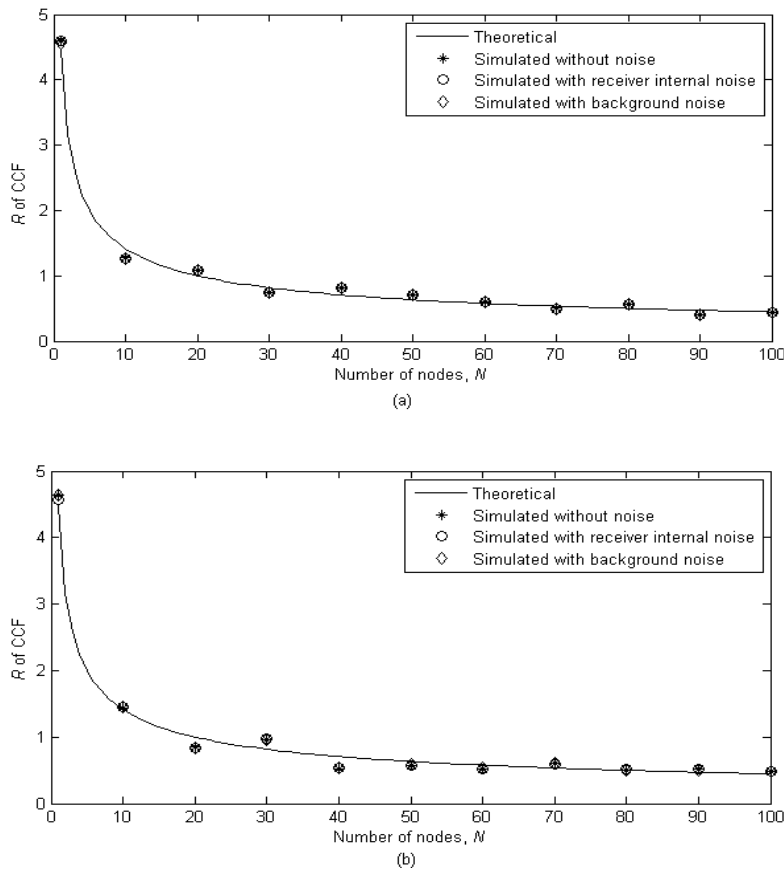 5
4
3
2
1
0
R of CCF
Theoretical
Simulated without noise
Simulated with receiver internal noise
Simulated with background noise
0 10 20 30 40 50 60 70 80 90 100
Number of nodes, N
(a)
5
4
3
2
1
0
R of CCF
Theoretical
Simulated without noise
Simulated with receiver internal noise
Simulated with background noise
0 10 20 30 40 50 60 70 80 90 100
Number of nodes, N
(b)